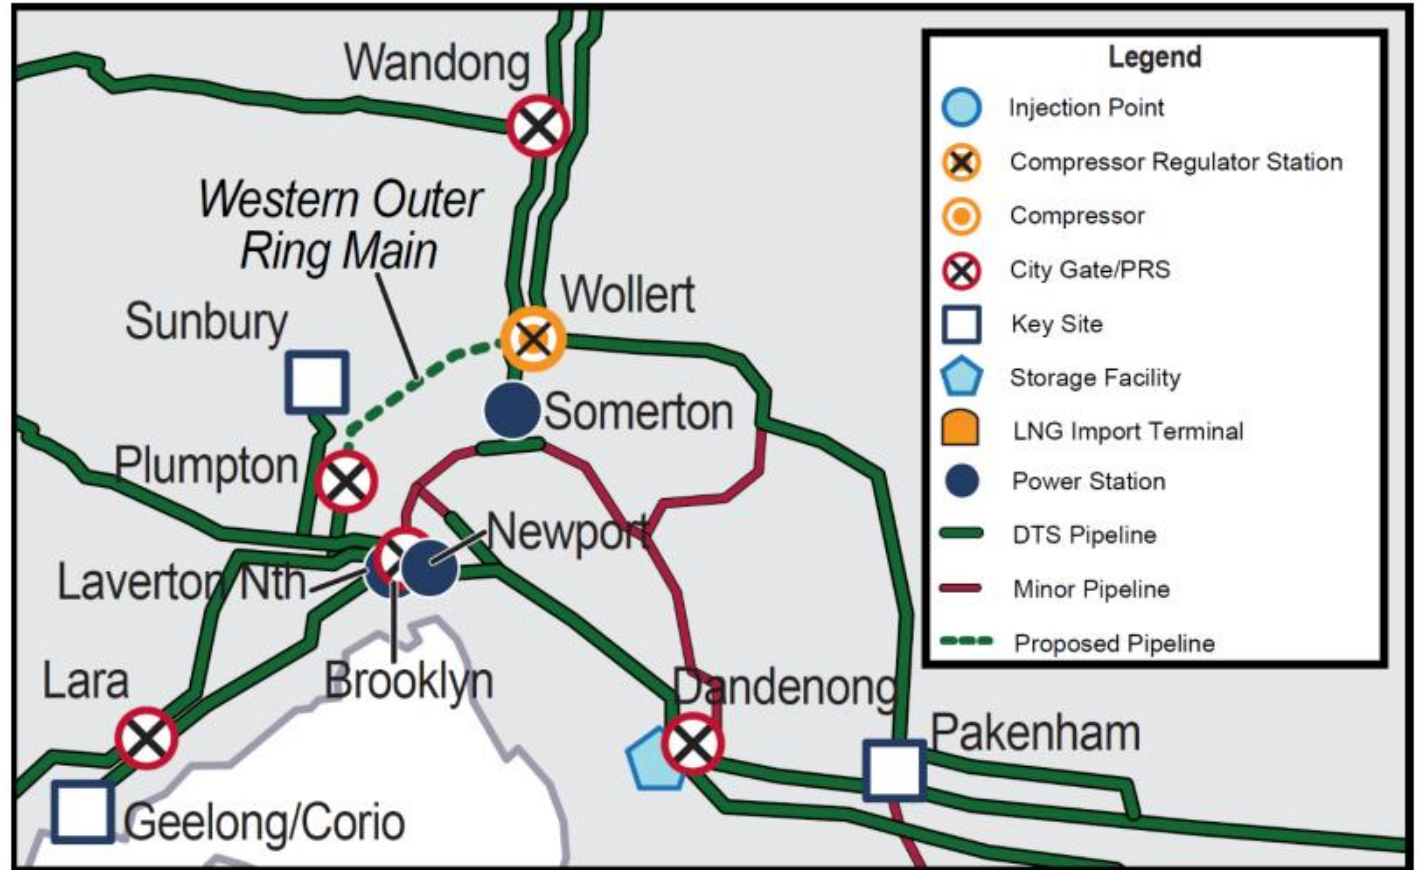 Wandong
Western Outer
Ring Main
Sunbury
Wollert
Somerton
Plumpton
Newport
Laverton Nth
Lara
Brooklyn
Dandenong
Pakenham
Geelong/Corio
Legend
Injection Point
Compressor Regulator Station
Compressor
City Gate/PRS
Key Site
Storage Facility
LNG Import Terminal
Power Station
DTS Pipeline
Minor Pipeline
Proposed Pipeline